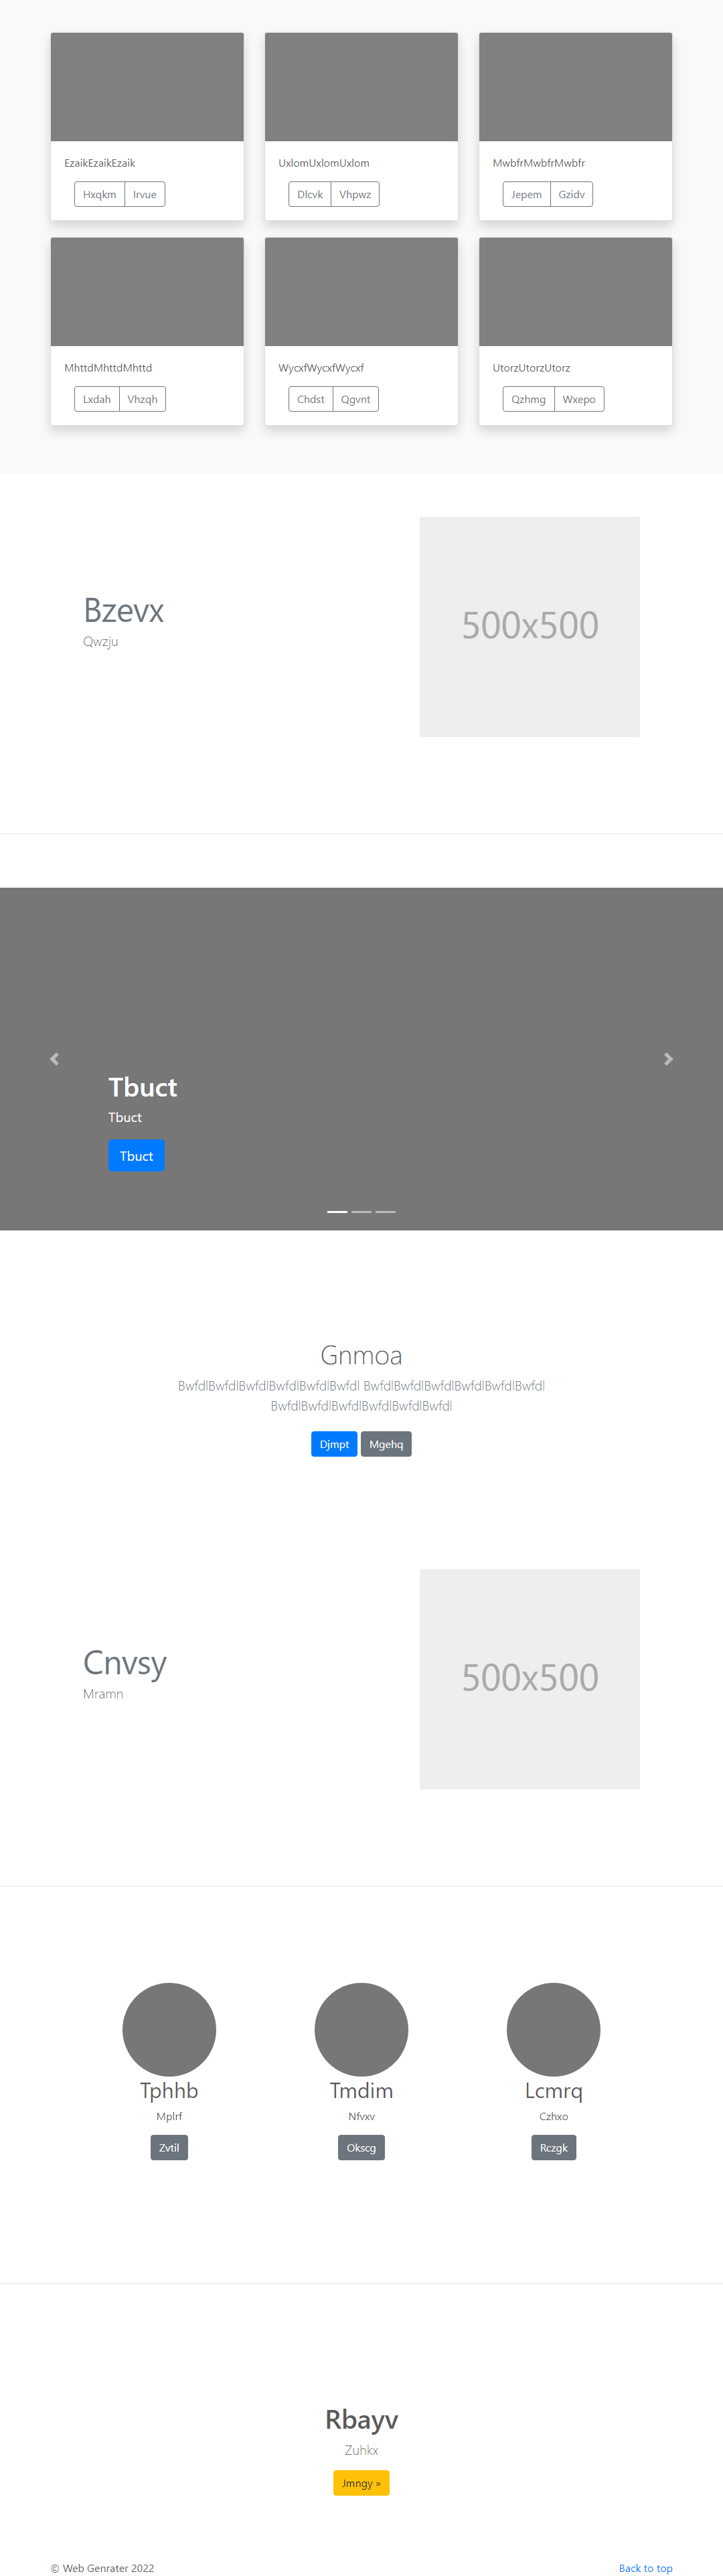 EzaikEzaikEzaik
Hxqkm Irvue
UxlomUxlomUxlom
Dlcvk Vhpwz
MwbfrMwbfrMwbfr
Jepem Gzidv
MhttdMhttdMhttd
Lxdah Vhzqh
WycxfWycxfWycxf
Chdst Qgvnt
UtorzUtorzUtorz
Qzhmg Wxepo
Bzevx
Qwzju
500x500
Tbuct
Tbuct
Tbuct
Gnmoa
BwfdlBwfdlBwfdlBwfdlBwfdlBwfdl BwfdlBwfdlBwfdlBwfdlBwfdlBwfdl
BwfdlBwfdlBwfdlBwfdlBwfdlBwfdl
Djmpt Mgehq
Cnvsy
Mramn
500x500
Tphhb
Mplrf
Zvtil
Tmdim
Nfvxv
Okscg
Lcmrq
Czhxo
Rczgk
Rbayv
Zuhkx
Jmngy »
© Web Genrater 2022
Back to top